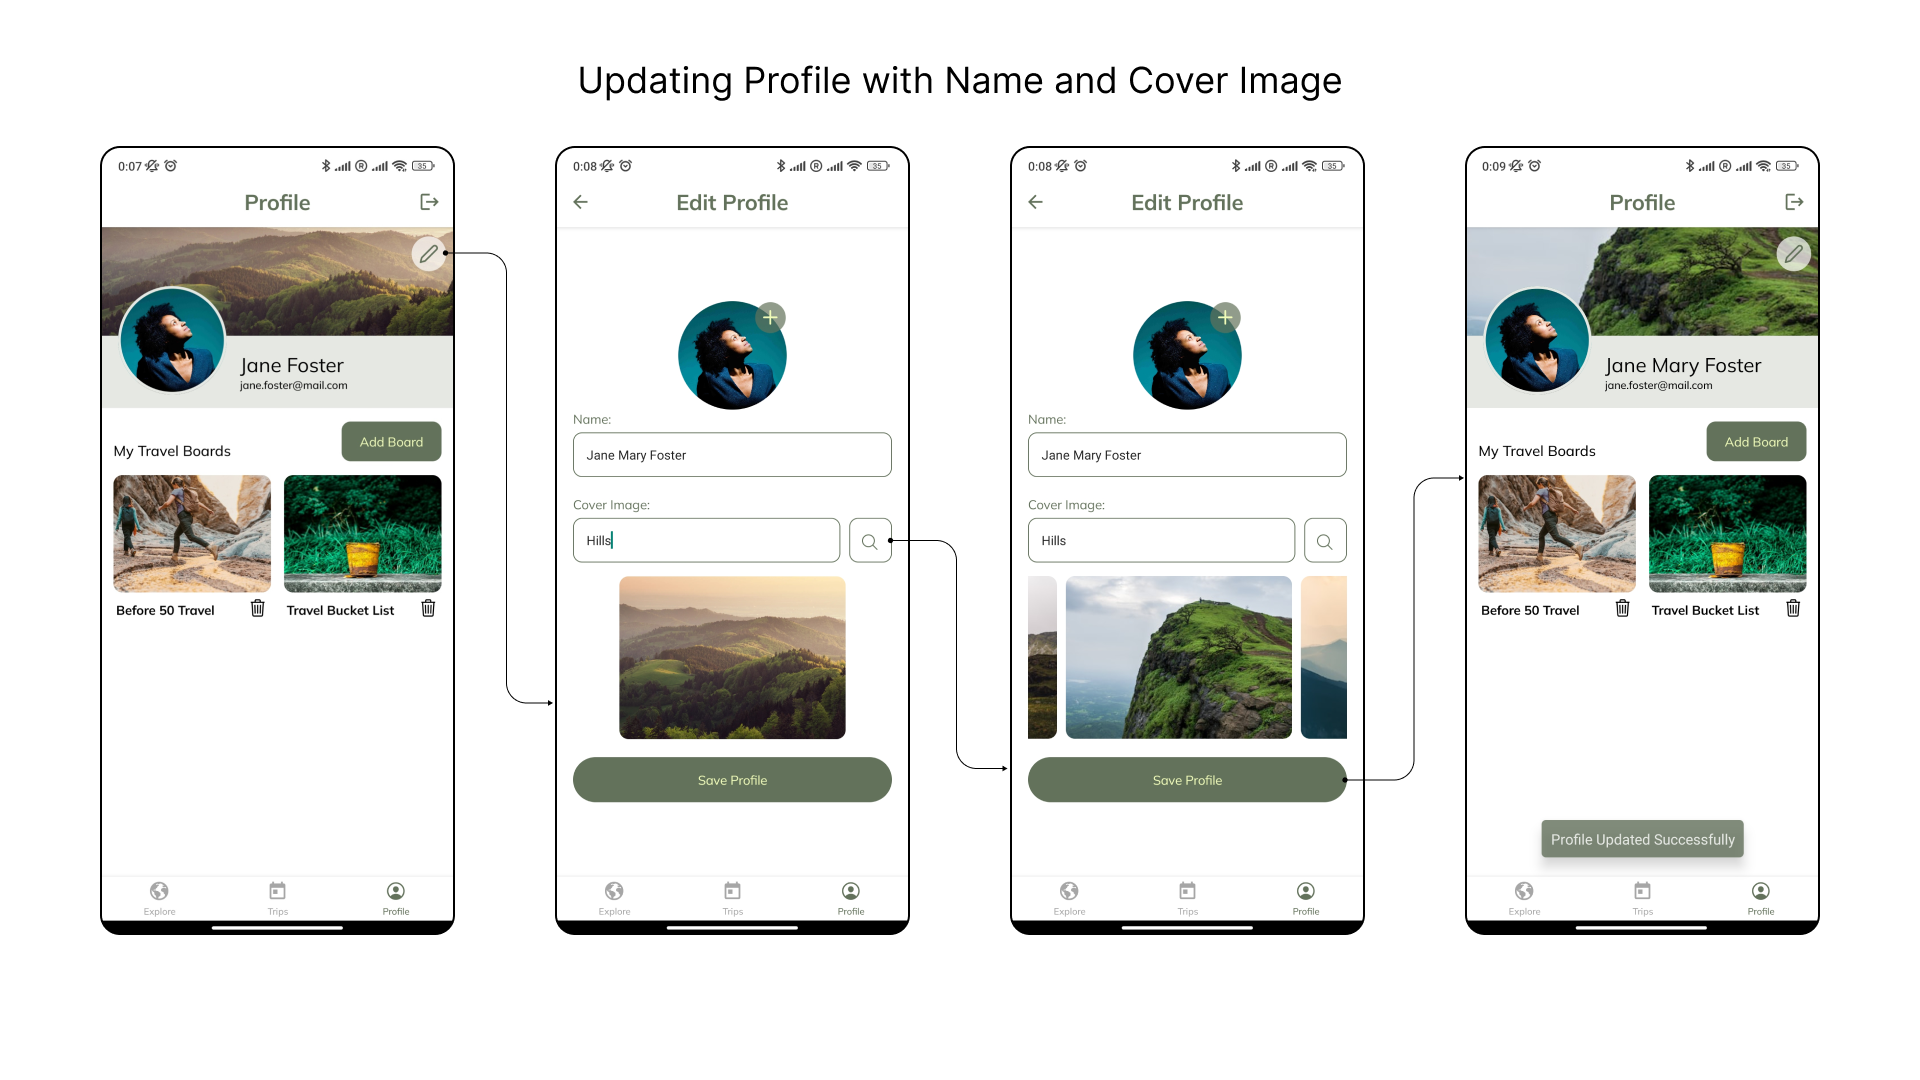 Updating Profile with Name and Cover Image
0:07
R
35
Profile
Jane Foster
jane.foster@mail.com
My Travel Boards
Add Board
Before 50 Travel
Travel Bucket List
Explore
Trips
Profile
0:08
R
35
Edit Profile
Name:
Jane Mary Foster
Cover Image:
Hills
Save Profile
Explore
Trips
Profile
0:08
R
35
Edit Profile
Name:
Jane Mary Foster
Cover Image:
Hills
Save Profile
Explore
Trips
Profile
0:09
R
35
Profile
Jane Mary Foster
jane.foster@mail.com
My Travel Boards
Add Board
Before 50 Travel
Travel Bucket List
Profile Updated Successfully
Explore
Trips
Profile